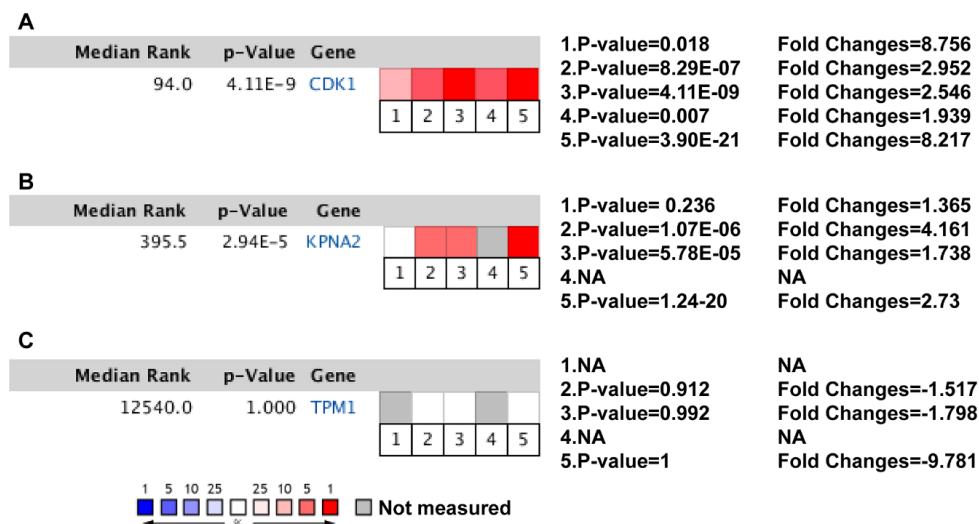 A
Median Rank p-Value Gene
94.0 4.11E-9 CDK1
1 2 3 4 5
1.P-value=0.018 Fold Changes=8.756
2.P-value=8.29E-07 Fold Changes=2.952
3.P-value=4.11E-09 Fold Changes=2.546
4.P-value=0.007 Fold Changes=1.939
5.P-value=3.90E-21 Fold Changes=8.217
B
Median Rank p-Value Gene
395.5 2.94E-5 KPNA2
1 2 3 4 5
1.P-value= 0.236 Fold Changes=1.365
2.P-value=1.07E-06 Fold Changes=4.161
3.P-value=5.78E-05 Fold Changes=1.738
4.NA NA
5.P-value=1.24-20 Fold Changes=2.73
C
Median Rank p-Value Gene
12540.0 1.000 TPM1
1 2 3 4 5
1.NA NA
2.P-value=0.912 Fold Changes=-1.517
3.P-value=0.992 Fold Changes=-1.798
4.NA NA
5.P-value=1 Fold Changes=-9.781
1 5 10 25 25 10 5 1
Not measured
%